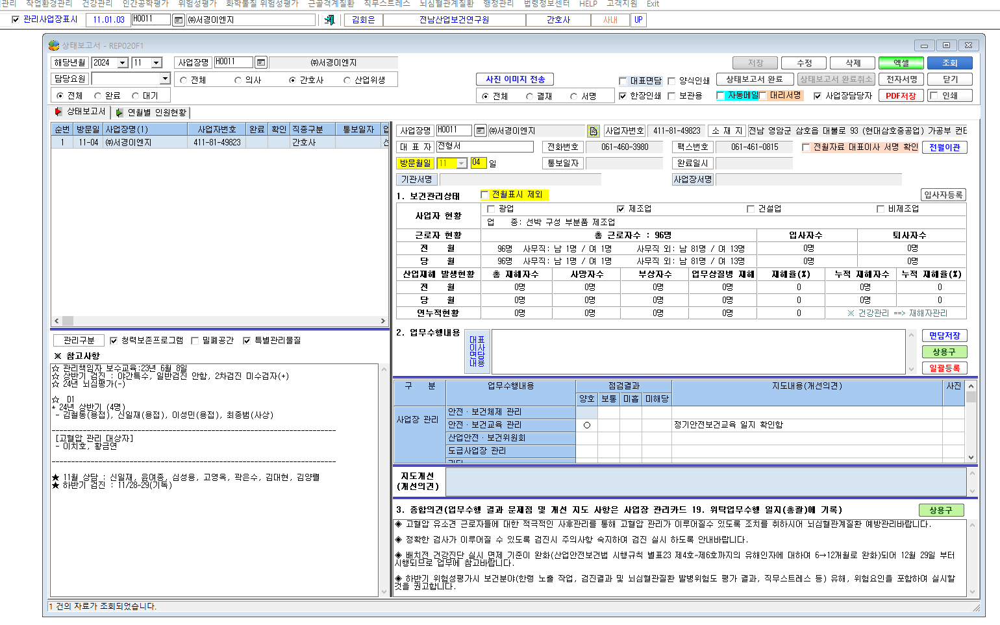 관리 작업환경관리 건강관리 인간공학평가 위험성평가 화학물질 위험성평가 근골격계질환 직무스트레스 뇌심혈관계질환 행정관리 법령정보센터 HELP 고객지원 Exit
관리사업장표시 11.01.03 H0011 ㈜서경이엔지 김회은 전남산업보건연구원 간호사 사내 UP
상태보고서 - REP020F1
해당년월 2024 11 사업장명 H0011 ㈜서경이엔지 저장 수정 삭제 엑셀 조회
담당요원 전체 의사 간호사 산업위생 사진 이미지 전송 대표면담 양식인쇄 상태보고서 완료 상태보고서 완료취소 전자서명 닫기
전체 완료 대기 전체 결재 서명 한장인쇄 보관용 자동메일 대리서명 사업장담당자 PDF저장 인쇄
상태보고서 연월별 인원현황
순번 방문일 사업장명(1) 사업자번호 완료 확인 직종구분 통보일자 업
1 11-04 ㈜서경이엔지 411-81-49823 간호사 선
관리구분 청력보존프로그램 밀폐공간 특별관리물질
※ 참고사항
☆ 관리책임자 보수교육:23년 6월 8일
☆ 상반기 검진 : 야간특수, 일반검진 안함, 2차검진 미수검자(+)
☆ 24년 뇌심평가(-)
☆ D1
* 24년 상반기 (4명)
- 김철동(용접), 신일재(용접), 이성민(용접), 최종범(사상)
----------------------------------------------------------------------
[고혈압 관리 대상자]
- 이치호, 황금연
----------------------------------------------------------------------
★ 11월 상담 : 신일재, 윤여종, 심성용, 고영옥, 곽은수, 김대현, 김양렬
★ 하반기 검진 : 11/28~29(기독)
1 건의 자료가 조회되었습니다.
사업장명 H0011 ㈜서경이엔지 사업자번호 411-81-49823 소 재 지 전남 영암군 삼호읍 대불로 93 (현대삼호중공업) 가공부 컨
대 표 자 전형서 전화번호 061-460-3980 팩스번호 061-461-0815 전월자료 대표이사 서명 확인 전월이관
방문월일 11 04 일 통보일자 완료일시
기관서명 사업장서명
1. 보건관리상태 전월표시 제외 입사자등록
사업자 현황 광업 제조업 건설업 비제조업
업 종: 선박 구성 부분품 제조업
근로자 현황 총 근로자수 : 96명 입사자수 퇴사자수
전 월 96명 사무직: 남 1명 / 여 1명 사무직 외: 남 81명 / 여 13명 0명 0명
당 월 96명 사무직: 남 1명 / 여 1명 사무직 외: 남 81명 / 여 13명 0명 0명
산업재해 발생현황 총 재해자수 사망자수 부상자수 업무상질병 재해 재해율(%) 누적 재해자수 누적 재해율(%)
전 월 0명 0명 0명 0명 0 0명 0
당 월 0명 0명 0명 0명 0 0명 0
연누적현황 0명 0명 0명 0명 0 ※ 건강관리 ==> 재해자관리
2. 업무수행내용 대표
이사
면담
내용
면담저장
상용구
일괄등록
구 분 업무수행내용 점검결과 지도내용(개선의견) 사진
양호 보통 미흡 미해당
사업장 관리 안전ㆍ보건체제 관리
안전ㆍ보건교육 관리 ○ 정기안전보건교육 일지 확인함
산업안전ㆍ보건위원회
도급사업장 관리
지도개선
(개선의견)
3. 종합의견(업무수행 결과 문제점 및 개선 지도 사항은 사업장 관리카드 19. 위탁업무수행 일지(총괄)에 기록) 상용구
◈ 고혈압 유소견 근로자들에 대한 적극적인 사후관리를 통해 고혈압 관리가 이루어질수 있도록 조치를 취하시어 뇌심혈관계질환 예방관리바랍니다.
◈ 정확한 검사가 이루어질 수 있도록 검진시 주의사항 숙지하여 검진 실시 하도록 안내바랍니다.
◈ 배치전 건강진단 실시 면제 기준이 완화(산업안전보건법 시행규칙 별표23 제4호~제6호까지의 유해인자에 대하여 6→12개월로 완화)되어 12월 29일 부터
시행되므로 업무에 참고바랍니다.
◈ 하반기 위험성평가시 보건분야(한랭 노출 작업, 검진결과 및 뇌심혈관질환 발병위험도 평가 결과, 직무스트레스 등) 유해, 위험요인을 포함하여 실시할
것을 권고합니다.